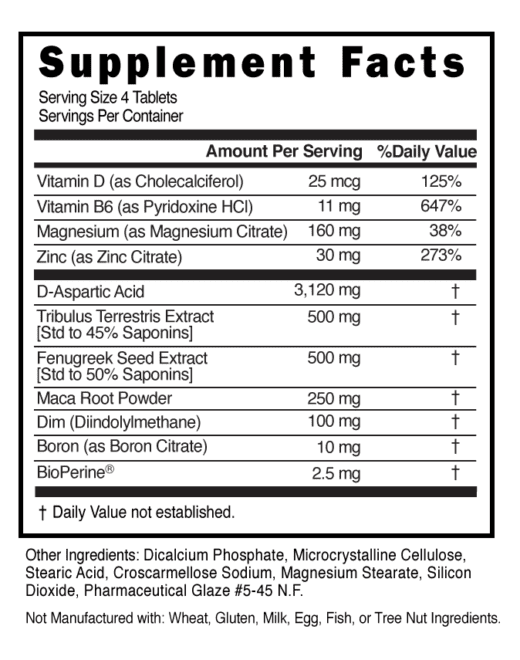 Supplement Facts
Serving Size 4 Tablets
Servings Per Container
Amount Per Serving %Daily Value
Vitamin D (as Cholecalciferol) 25 mcg 125%
Vitamin B6 (as Pyridoxine HCl) 11 mg 647%
Magnesium (as Magnesium Citrate) 160 mg 38%
Zinc (as Zinc Citrate) 30 mg 273%
D-Aspartic Acid 3,120 mg †
Tribulus Terrestris Extract 500 mg †
[Std to 45% Saponins]
Fenugreek Seed Extract 500 mg †
[Std to 50% Saponins]
Maca Root Powder 250 mg †
Dim (Diindolylmethane) 100 mg †
Boron (as Boron Citrate) 10 mg †
BioPerine® 2.5 mg †
† Daily Value not established.
Other Ingredients: Dicalcium Phosphate, Microcrystalline Cellulose,
Stearic Acid, Croscarmellose Sodium, Magnesium Stearate, Silicon
Dioxide, Pharmaceutical Glaze #5-45 N.F.
Not Manufactured with: Wheat, Gluten, Milk, Egg, Fish, or Tree Nut Ingredients.